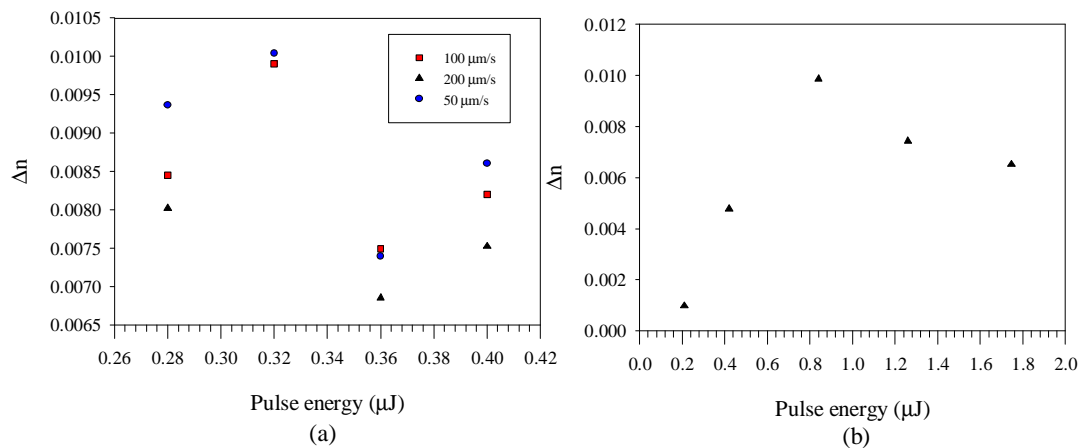 0.0105
0.0100
0.0095
0.0090
0.0085
0.0080
0.0075
0.0070
0.0065
Δn
100 μm/s
200 μm/s
50 μm/s
0.26 0.28 0.30 0.32 0.34 0.36 0.38 0.40 0.42
Pulse energy (μJ)
(a)
0.012
0.010
0.008
0.006
0.004
0.002
0.000
Δn
0.0 0.2 0.4 0.6 0.8 1.0 1.2 1.4 1.6 1.8 2.0
Pulse energy (μJ)
(b)